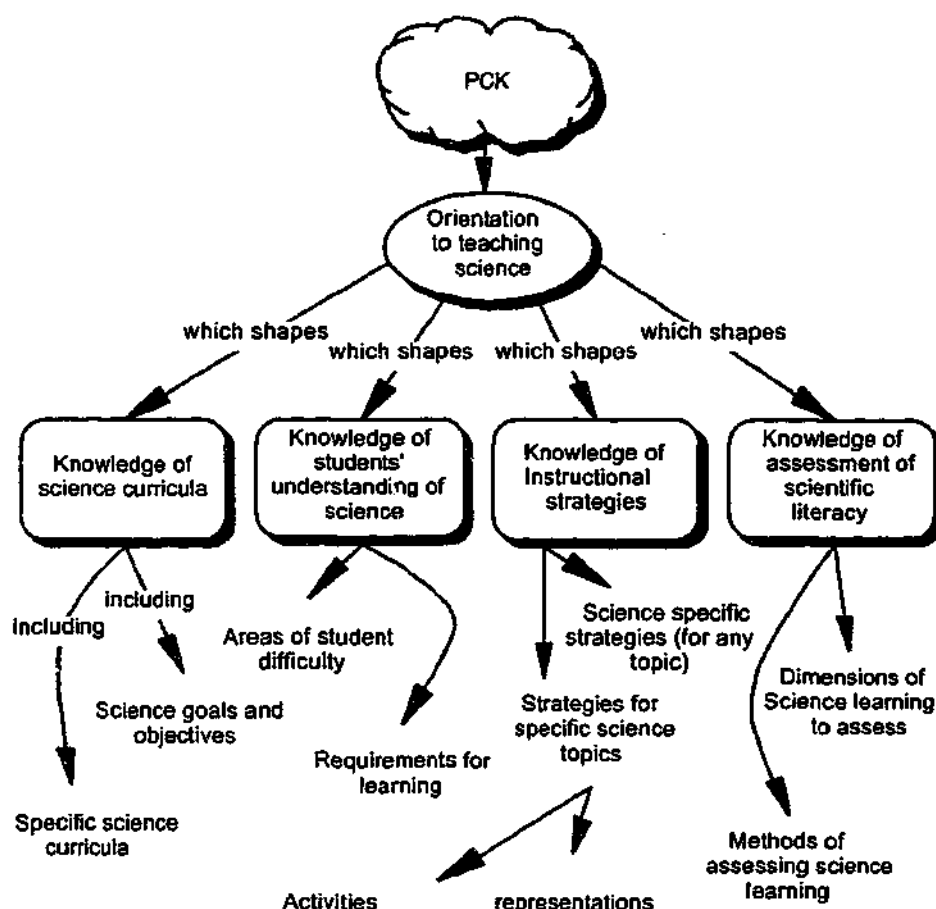 PCK
Orientation
to teaching
science
which shapes
which shapes
which shapes
which shapes
Knowledge of
science curricula
Knowledge of
students'
understanding of
science
Knowledge of
Instructional
strategies
Knowledge of
assessment of
scientific
literacy
including
including
Science goals and
objectives
Specific science
curricula
Areas of student
difficulty
Requirements for
learning
Science specific
strategies (for any
topic)
Strategies for
specific science
topics
Activities
representations
Dimensions of
Science learning
to assess
Methods of
assessing science
learning